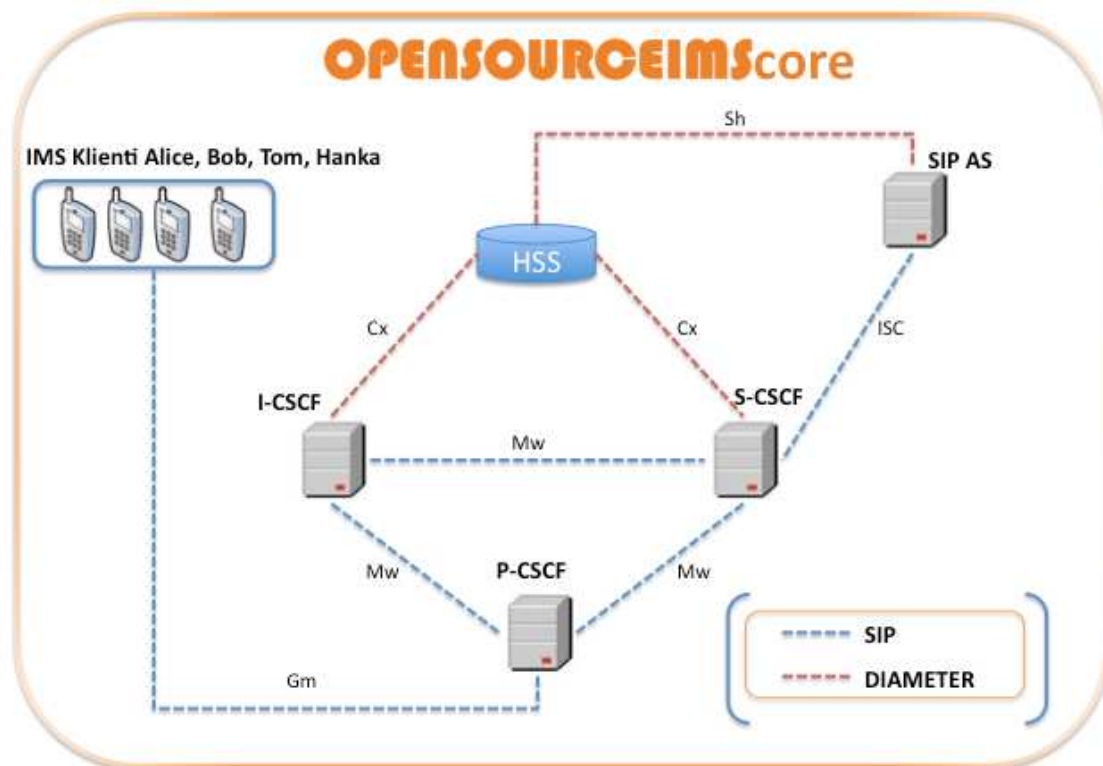 OPENSOURCEIMScore
Sh
IMS Klienti Alice, Bob, Tom, Hanka
SIP AS
HSS
Cx
Cx
ISC
I-CSCF
S-CSCF
Mw
Mw
P-CSCF
Mw
SIP
DIAMETER
Gm